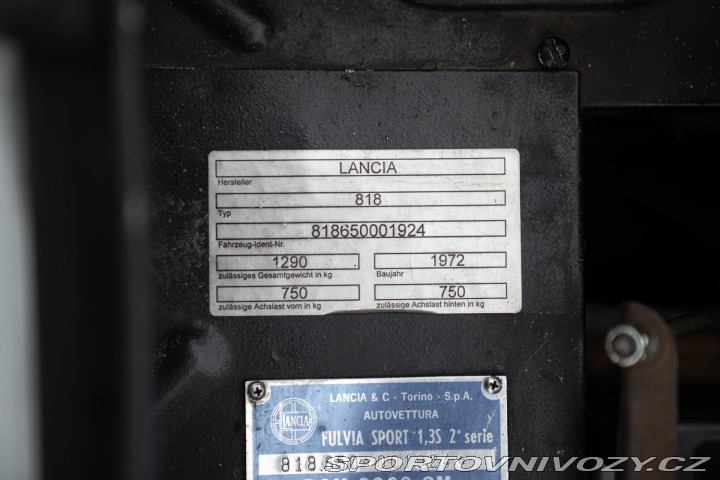 LANCIA
Hersteller
818
Typ
818650001924
Fahrzeug-Ident-Nr.
1290 1972
zulässiges Gesamtgewicht in kg Baujahr
750 750
zulässige Achslast vorn in kg zulässige Achslast hinten in kg
LANCIA & C - Torino - S.p.A.
AUTOVETTURA
LANCIA
FULVIA SPORT 1,3S 2ª serie
818.
SPORTOVNIVOZY.CZ